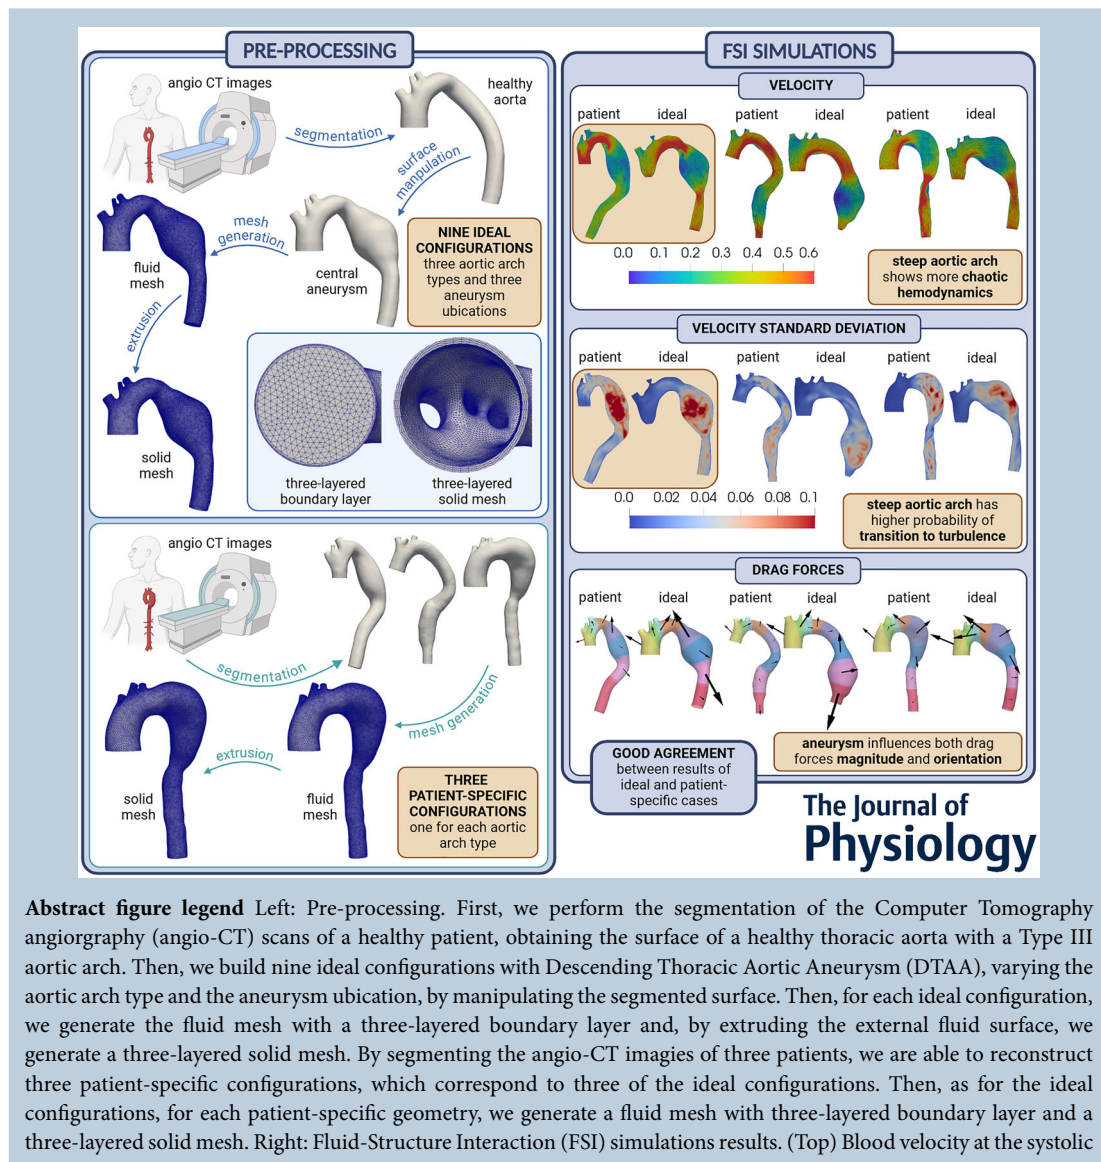 PRE-PROCESSING
angio CT images
segmentation
healthy
aorta
surface
manpulation
mesh
generation
fluid
mesh
central
aneurysm
NINE IDEAL
CONFIGURATIONS
three aortic arch
types and three
aneurysm
ubications
extrusion
solid
mesh
three-layered
boundary layer
three-layered
solid mesh
angio CT images
segmentation
mesh generation
extrusion
solid
mesh
fluid
mesh
THREE
PATIENT-SPECIFIC
CONFIGURATIONS
one for each aortic
arch type
FSI SIMULATIONS
VELOCITY
patient ideal patient ideal patient ideal
0.0 0.1 0.2 0.3 0.4 0.5 0.6
steep aortic arch
shows more chaotic
hemodynamics
VELOCITY STANDARD DEVIATION
patient ideal patient ideal patient ideal
0.0 0.02 0.04 0.06 0.08 0.1
steep aortic arch has
higher probability of
transition to turbulence
DRAG FORCES
patient ideal patient ideal patient ideal
aneurysm influences both drag
forces magnitude and orientation
GOOD AGREEMENT
between results of
ideal and patient-
specific cases
The Journal of
Physiology
Abstract figure legend Left: Pre-processing. First, we perform the segmentation of the Computer Tomography
angiorgraphy (angio-CT) scans of a healthy patient, obtaining the surface of a healthy thoracic aorta with a Type III
aortic arch. Then, we build nine ideal configurations with Descending Thoracic Aortic Aneurysm (DTAA), varying the
aortic arch type and the aneurysm ubication, by manipulating the segmented surface. Then, for each ideal configuration,
we generate the fluid mesh with a three-layered boundary layer and, by extruding the external fluid surface, we
generate a three-layered solid mesh. By segmenting the angio-CT imagies of three patients, we are able to reconstruct
three patient-specific configurations, which correspond to three of the ideal configurations. Then, as for the ideal
configurations, for each patient-specific geometry, we generate a fluid mesh with three-layered boundary layer and a
three-layered solid mesh. Right: Fluid-Structure Interaction (FSI) simulations results. (Top) Blood velocity at the systolic